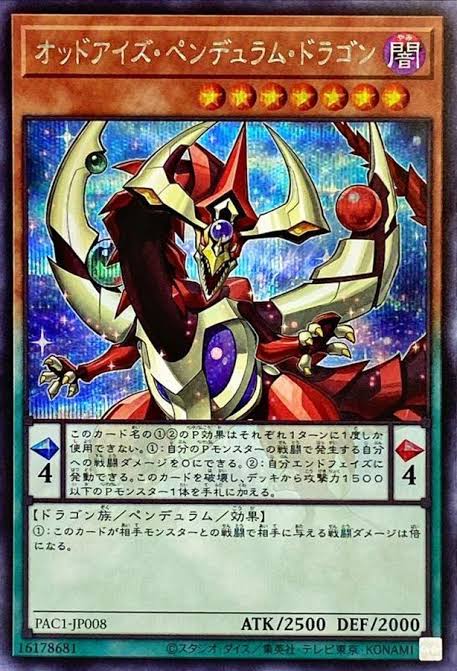 オッドアイズ・ペンデュラム・ドラゴン 闇
このカード名の①②のP効果はそれぞれ1ターンに1度しか
使用できない。①：自分のPモンスターの戦闘で発生する自分
への戦闘ダメージを0にできる。②：自分エンドフェイズに
発動できる。このカードを破壊し、デッキから攻撃力1500
以下のPモンスター1体を手札に加える。
4 4
【ドラゴン族／ペンデュラム／効果】
①：このカードが相手モンスターとの戦闘で相手に与える戦闘ダメージは倍
になる。
PAC1-JP008 ATK/2500 DEF/2000
16178681 ©スタジオ・ダイス／集英社・テレビ東京・KONAMI